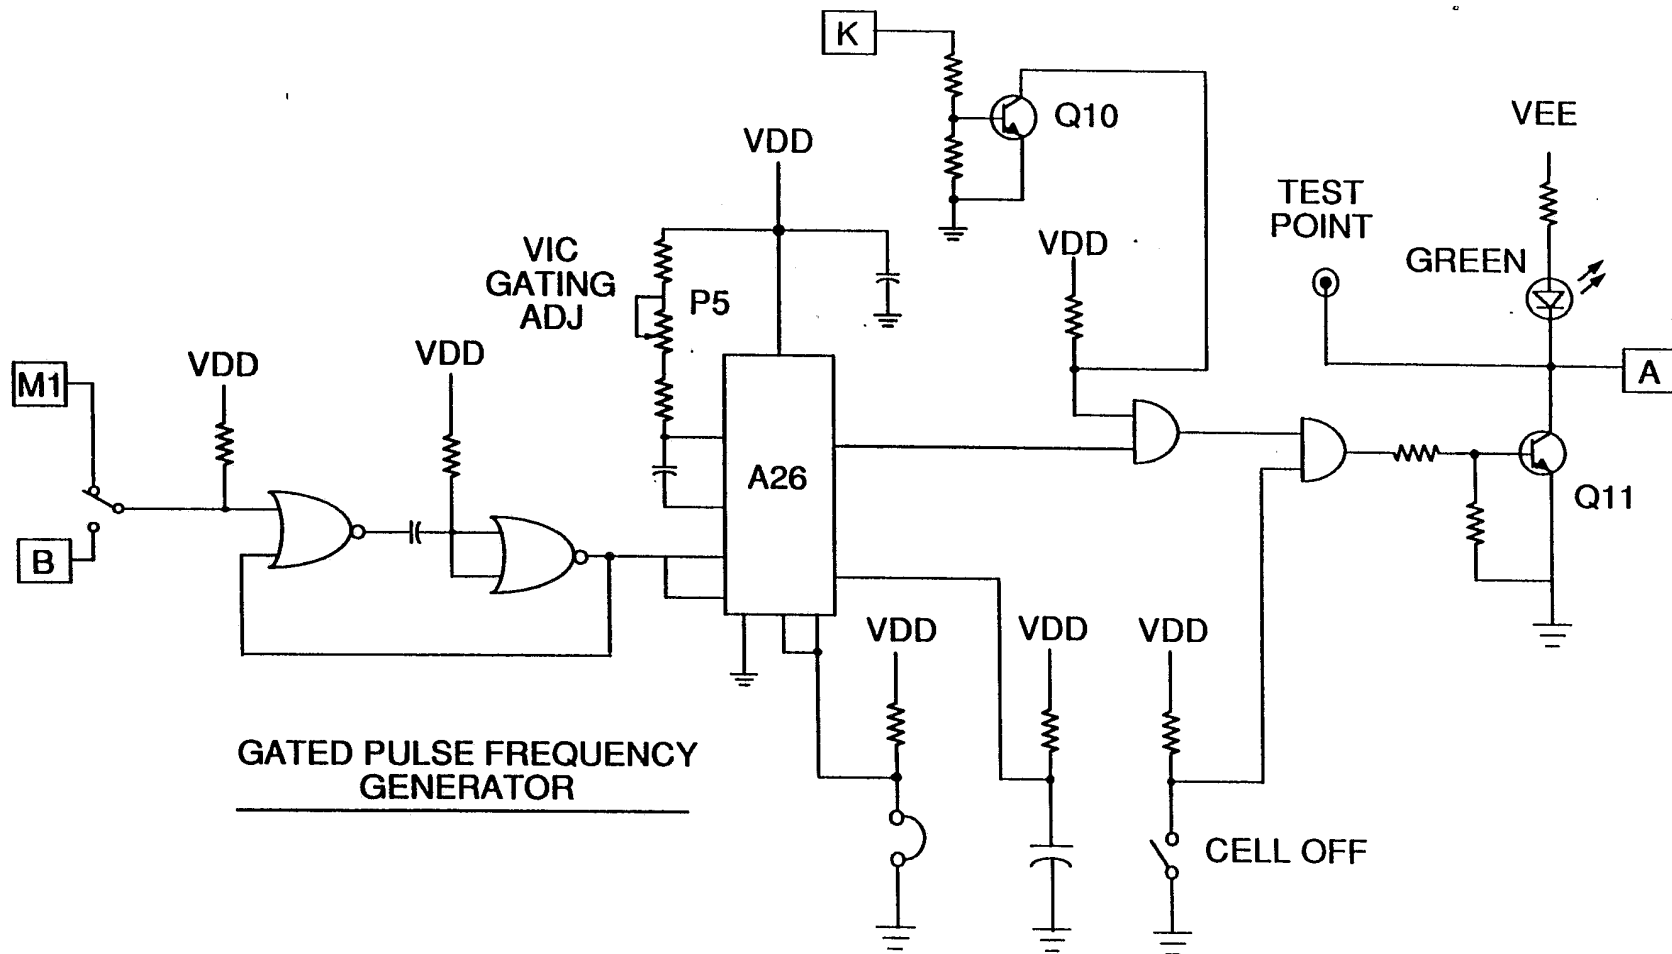 K
Q10
VDD
VEE
TEST
POINT
VDD
VIC
GATING
ADJ
P5
GREEN
VDD
VDD
M1
A
A26
Q11
B
VDD
VDD
VDD
GATED PULSE FREQUENCY
GENERATOR
CELL OFF